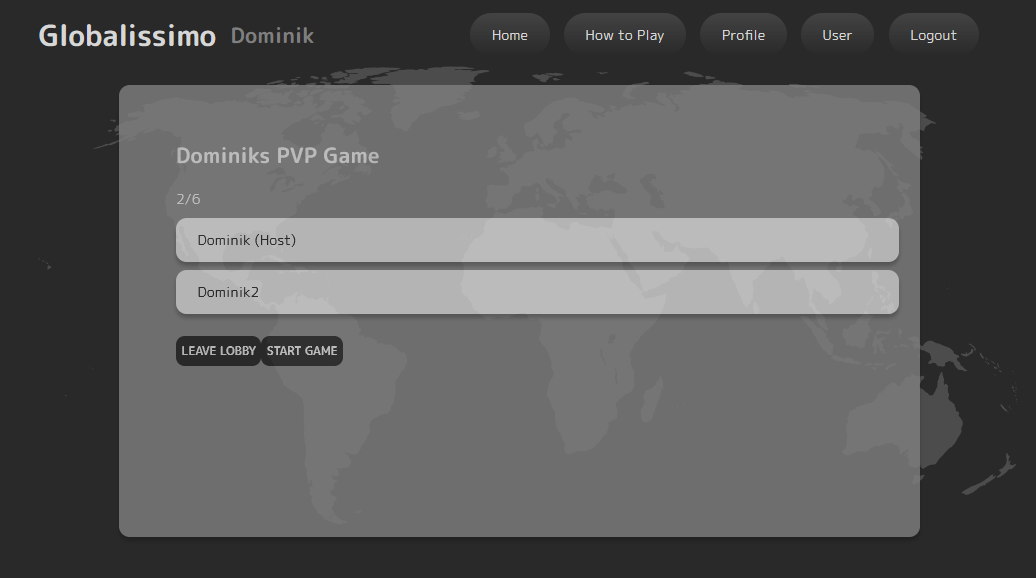 Globalissimo Dominik Home How to Play Profile User Logout
Dominiks PVP Game
2/6
Dominik (Host)
Dominik2
LEAVE LOBBY START GAME